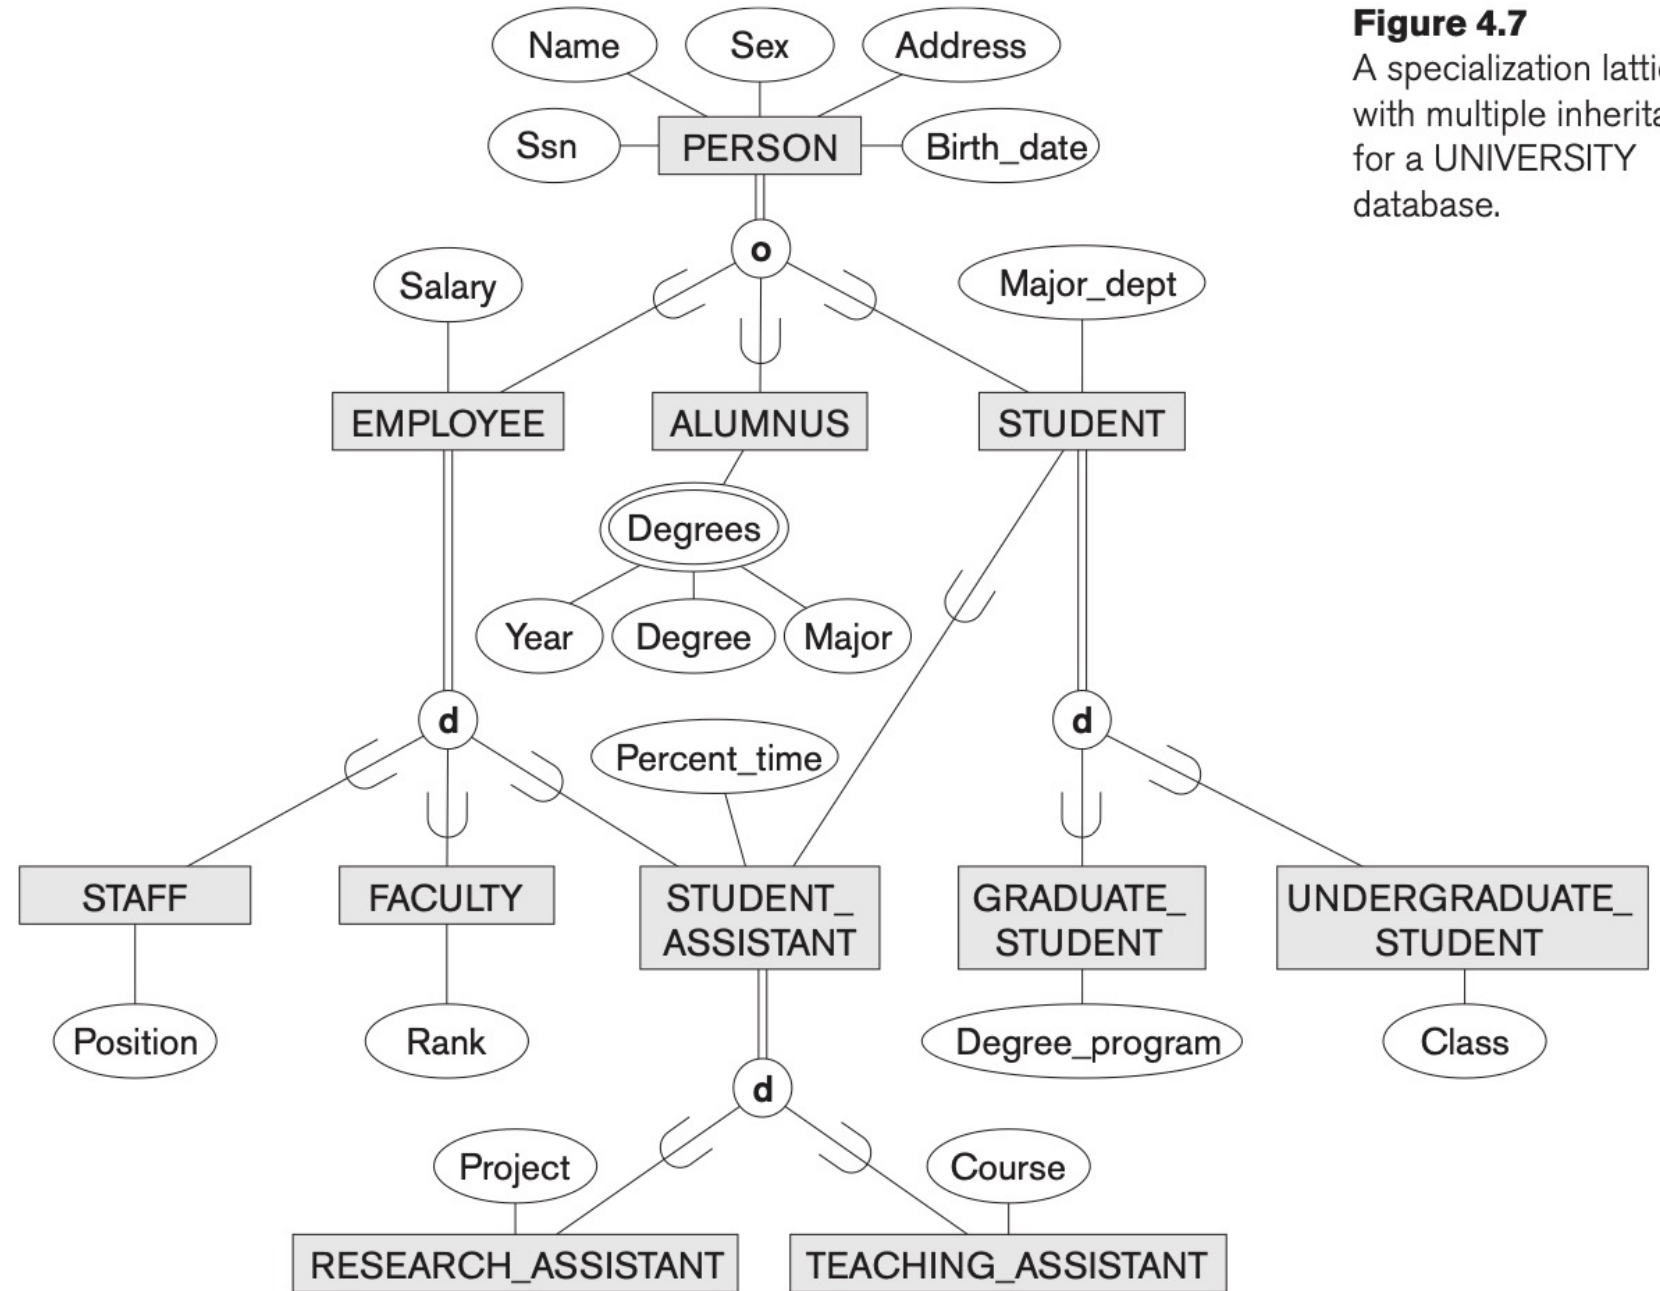 Figure 4.7
A specialization
with multiple
for a UNIVERSITY
database.
Name
Sex
Address
Ssn
PERSON
Birth_date
o
Salary
Major_dept
EMPLOYEE
ALUMNUS
STUDENT
Degrees
Year
Degree
Major
d
d
Percent_time
STAFF
FACULTY
STUDENT_
ASSISTANT
GRADUATE_
STUDENT
UNDERGRADUATE_
STUDENT
Position
Rank
Degree_program
Class
d
Project
Course
RESEARCH_ASSISTANT
TEACHING_ASSISTANT